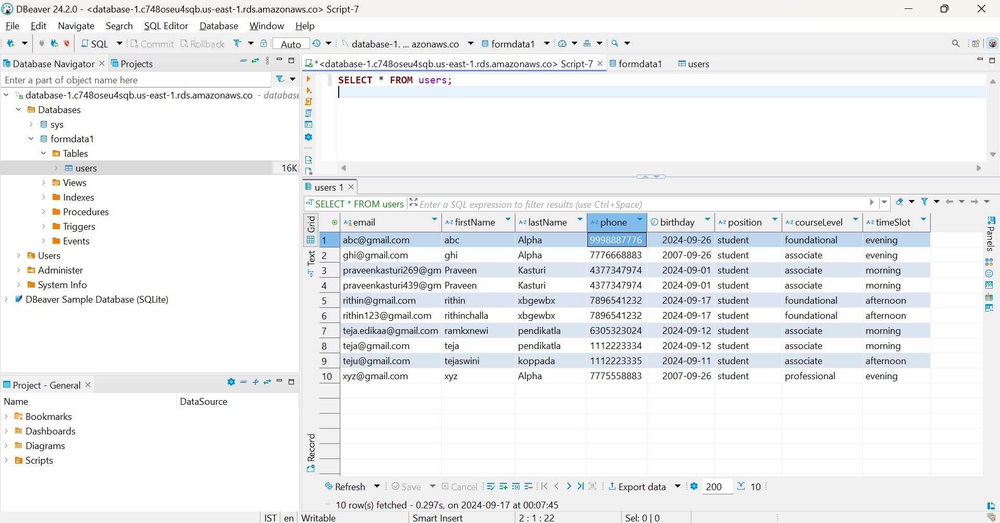 DBeaver 24.2.0 - <database-1.c748oseu4sqb.us-east-1.rds.amazonaws.co> Script-7
File Edit Navigate Search SQL Editor Database Window Help
SQL Commit Rollback Auto database-1. ... azonaws.co formdata1
Database Navigator Projects
Enter a part of object name here
database-1.c748oseu4sqb.us-east-1.rds.amazonaws.co - database
Databases
sys
formdata1
Tables
users 16K
Views
Indexes
Procedures
Triggers
Events
Users
Administer
System Info
DBeaver Sample Database (SQLite)
Project - General
Name DataSource
Bookmarks
Dashboards
Diagrams
Scripts
*<database-1.c748oseu4sqb.us-east-1.rds.amazonaws.co> Script-7 formdata1 users
SELECT * FROM users;
users 1
SELECT * FROM users Enter a SQL expression to filter results (use Ctrl+Space)
Grid
Text
Record
Panels
email firstName lastName phone birthday position courseLevel timeSlot
1 abc@gmail.com abc Alpha 9998887776 2024-09-26 student foundational evening
2 ghi@gmail.com ghi Alpha 7776668883 2007-09-26 student associate evening
3 praveenkasturi269@gm Praveen Kasturi 4377347974 2024-09-01 student associate morning
4 praveenkasturi439@gm Praveen Kasturi 4377347974 2024-09-01 student associate morning
5 rithin@gmail.com rithin xbgewbx 7896541232 2024-09-17 student foundational afternoon
6 rithin123@gmail.com rithinchalla xbgewbx 7896541232 2024-09-17 student foundational afternoon
7 teja.edikaa@gmail.com ramkxnewi pendikatla 6305323024 2024-09-12 student associate morning
8 teja@gmail.com teja pendikatla 1112223334 2024-09-12 student associate morning
9 teju@gmail.com tejaswini koppada 1112223335 2024-09-11 student associate afternoon
10 xyz@gmail.com xyz Alpha 7775558883 2007-09-26 student professional evening
Refresh Save Cancel Export data 200 10
10 row(s) fetched - 0.297s, on 2024-09-17 at 00:07:45
IST en Writable Smart Insert 2 : 1 : 22 Sel: 0 | 0